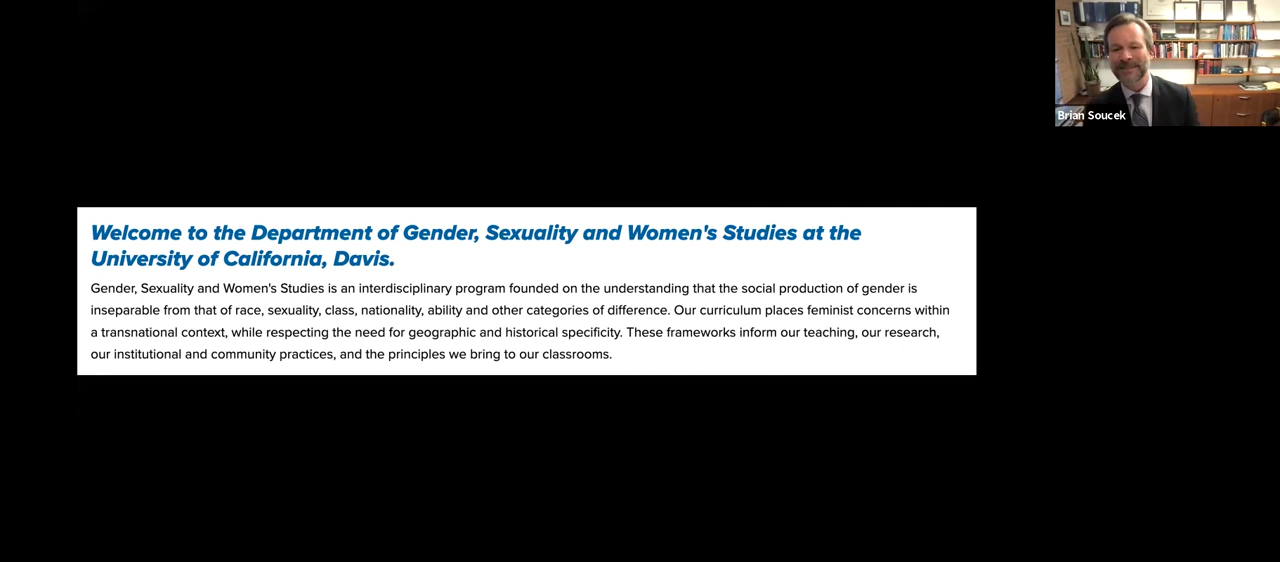 Brian Soucek
Welcome to the Department of Gender, Sexuality and Women's Studies at the
University of California, Davis.
Gender, Sexuality and Women's Studies is an interdisciplinary program founded on the understanding that the social production of gender is
inseparable from that of race, sexuality, class, nationality, ability and other categories of difference. Our curriculum places feminist concerns within
a transnational context, while respecting the need for geographic and historical specificity. These frameworks inform our teaching, our research,
our institutional and community practices, and the principles we bring to our classrooms.